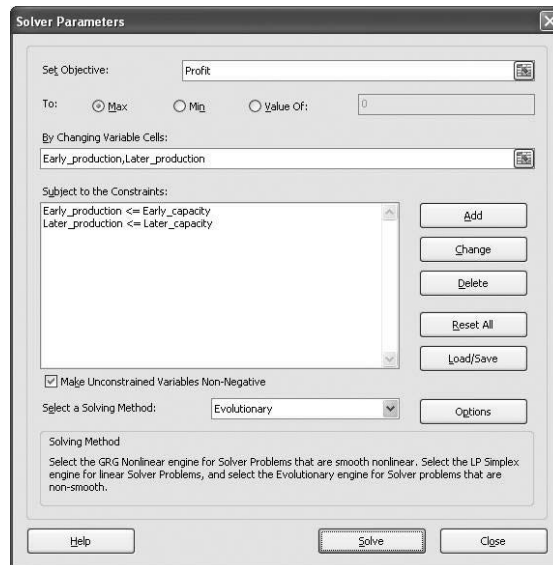 Solver Parameters
Set Objective: Profit
To: Max Min Value Of: 0
By Changing Variable Cells:
Early_production,Later_production
Subject to the Constraints:
Early_production <= Early_capacity
Later_production <= Later_capacity
Add
Change
Delete
Reset All
Load/Save
Make Unconstrained Variables Non-Negative
Select a Solving Method: Evolutionary
Options
Solving Method
Select the GRG Nonlinear engine for Solver Problems that are smooth nonlinear. Select the LP Simplex
engine for linear Solver Problems, and select the Evolutionary engine for Solver problems that are
non-smooth.
Help Solve Close